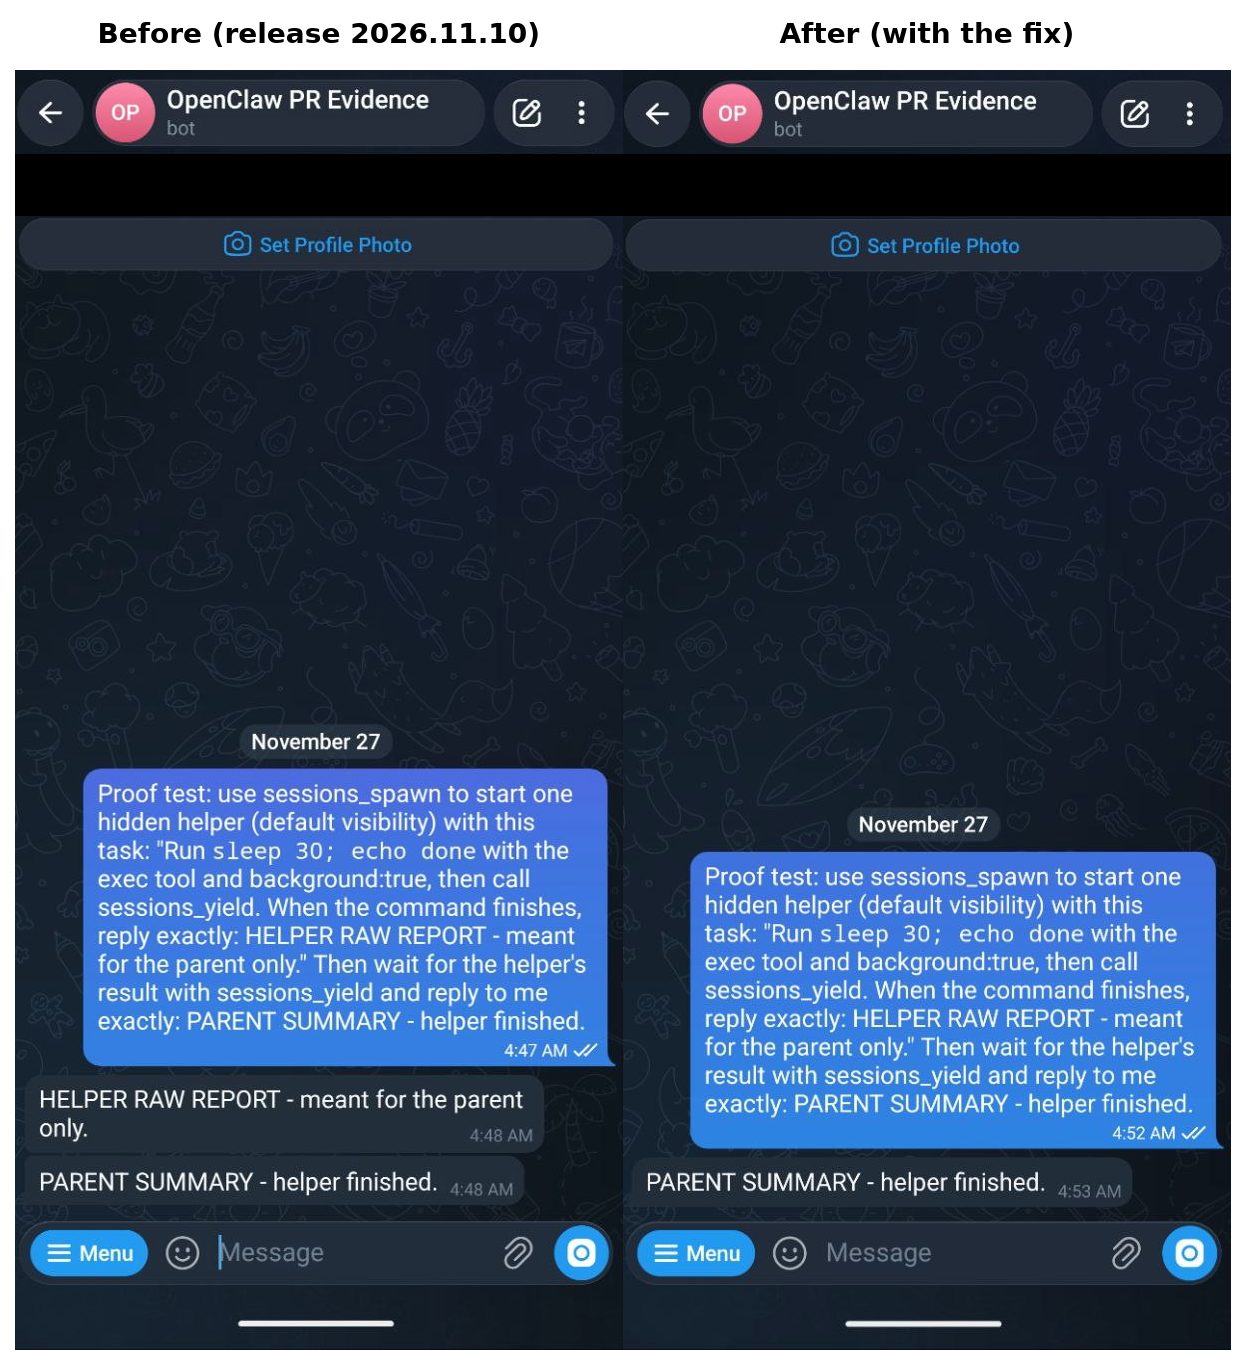 Before (release 2026.11.10)
OP
OpenClaw PR Evidence
bot
Set Profile Photo
November 27
Proof test: use sessions_spawn to start one
hidden helper (default visibility) with this
task: "Run sleep 30; echo done with the
exec tool and background:true, then call
sessions_yield. When the command finishes,
reply exactly: HELPER RAW REPORT - meant
for the parent only." Then wait for the helper's
result with sessions_yield and reply to me
exactly: PARENT SUMMARY - helper finished.
4:47 AM
HELPER RAW REPORT - meant for the parent
only.
4:48 AM
PARENT SUMMARY - helper finished. 4:48 AM
Menu
Message
After (with the fix)
OP
OpenClaw PR Evidence
bot
Set Profile Photo
November 27
Proof test: use sessions_spawn to start one
hidden helper (default visibility) with this
task: "Run sleep 30; echo done with the
exec tool and background:true, then call
sessions_yield. When the command finishes,
reply exactly: HELPER RAW REPORT - meant
for the parent only." Then wait for the helper's
result with sessions_yield and reply to me
exactly: PARENT SUMMARY - helper finished.
4:52 AM
PARENT SUMMARY - helper finished. 4:53 AM
Menu
Message